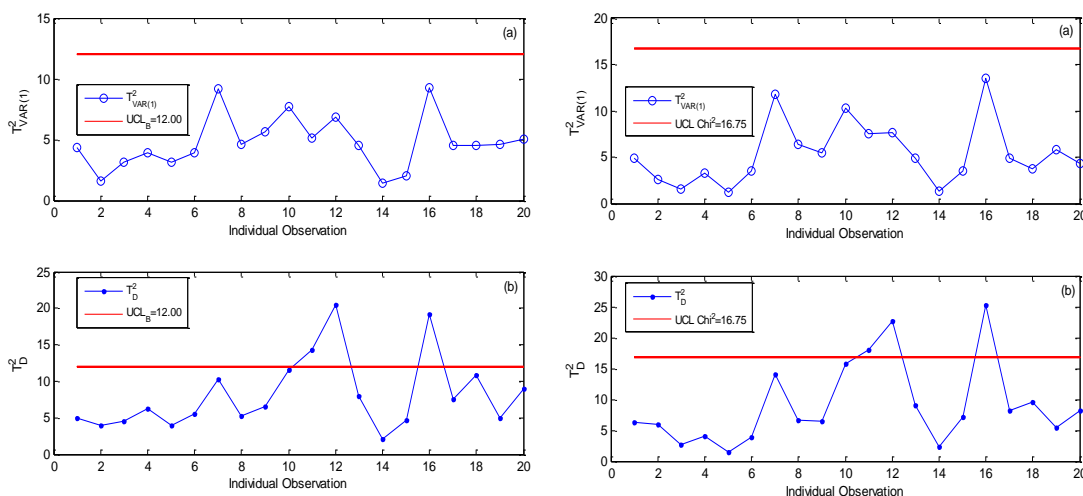 15
10
5
0
0 2 4 6 8 10 12 14 16 18 20
Individual Observation
T²VAR(1)
(a)
T²VAR(1)
UCL_B=12.00
20
15
10
5
0
0 2 4 6 8 10 12 14 16 18 20
Individual Observation
T²VAR(1)
(a)
T²VAR(1)
UCL Chi²=16.75
25
20
15
10
5
0
0 2 4 6 8 10 12 14 16 18 20
Individual Observation
T²D
(b)
T²D
UCL_B=12.00
30
25
20
15
10
5
0
0 2 4 6 8 10 12 14 16 18 20
Individual Observation
T²D
(b)
T²D
UCL Chi²=16.75